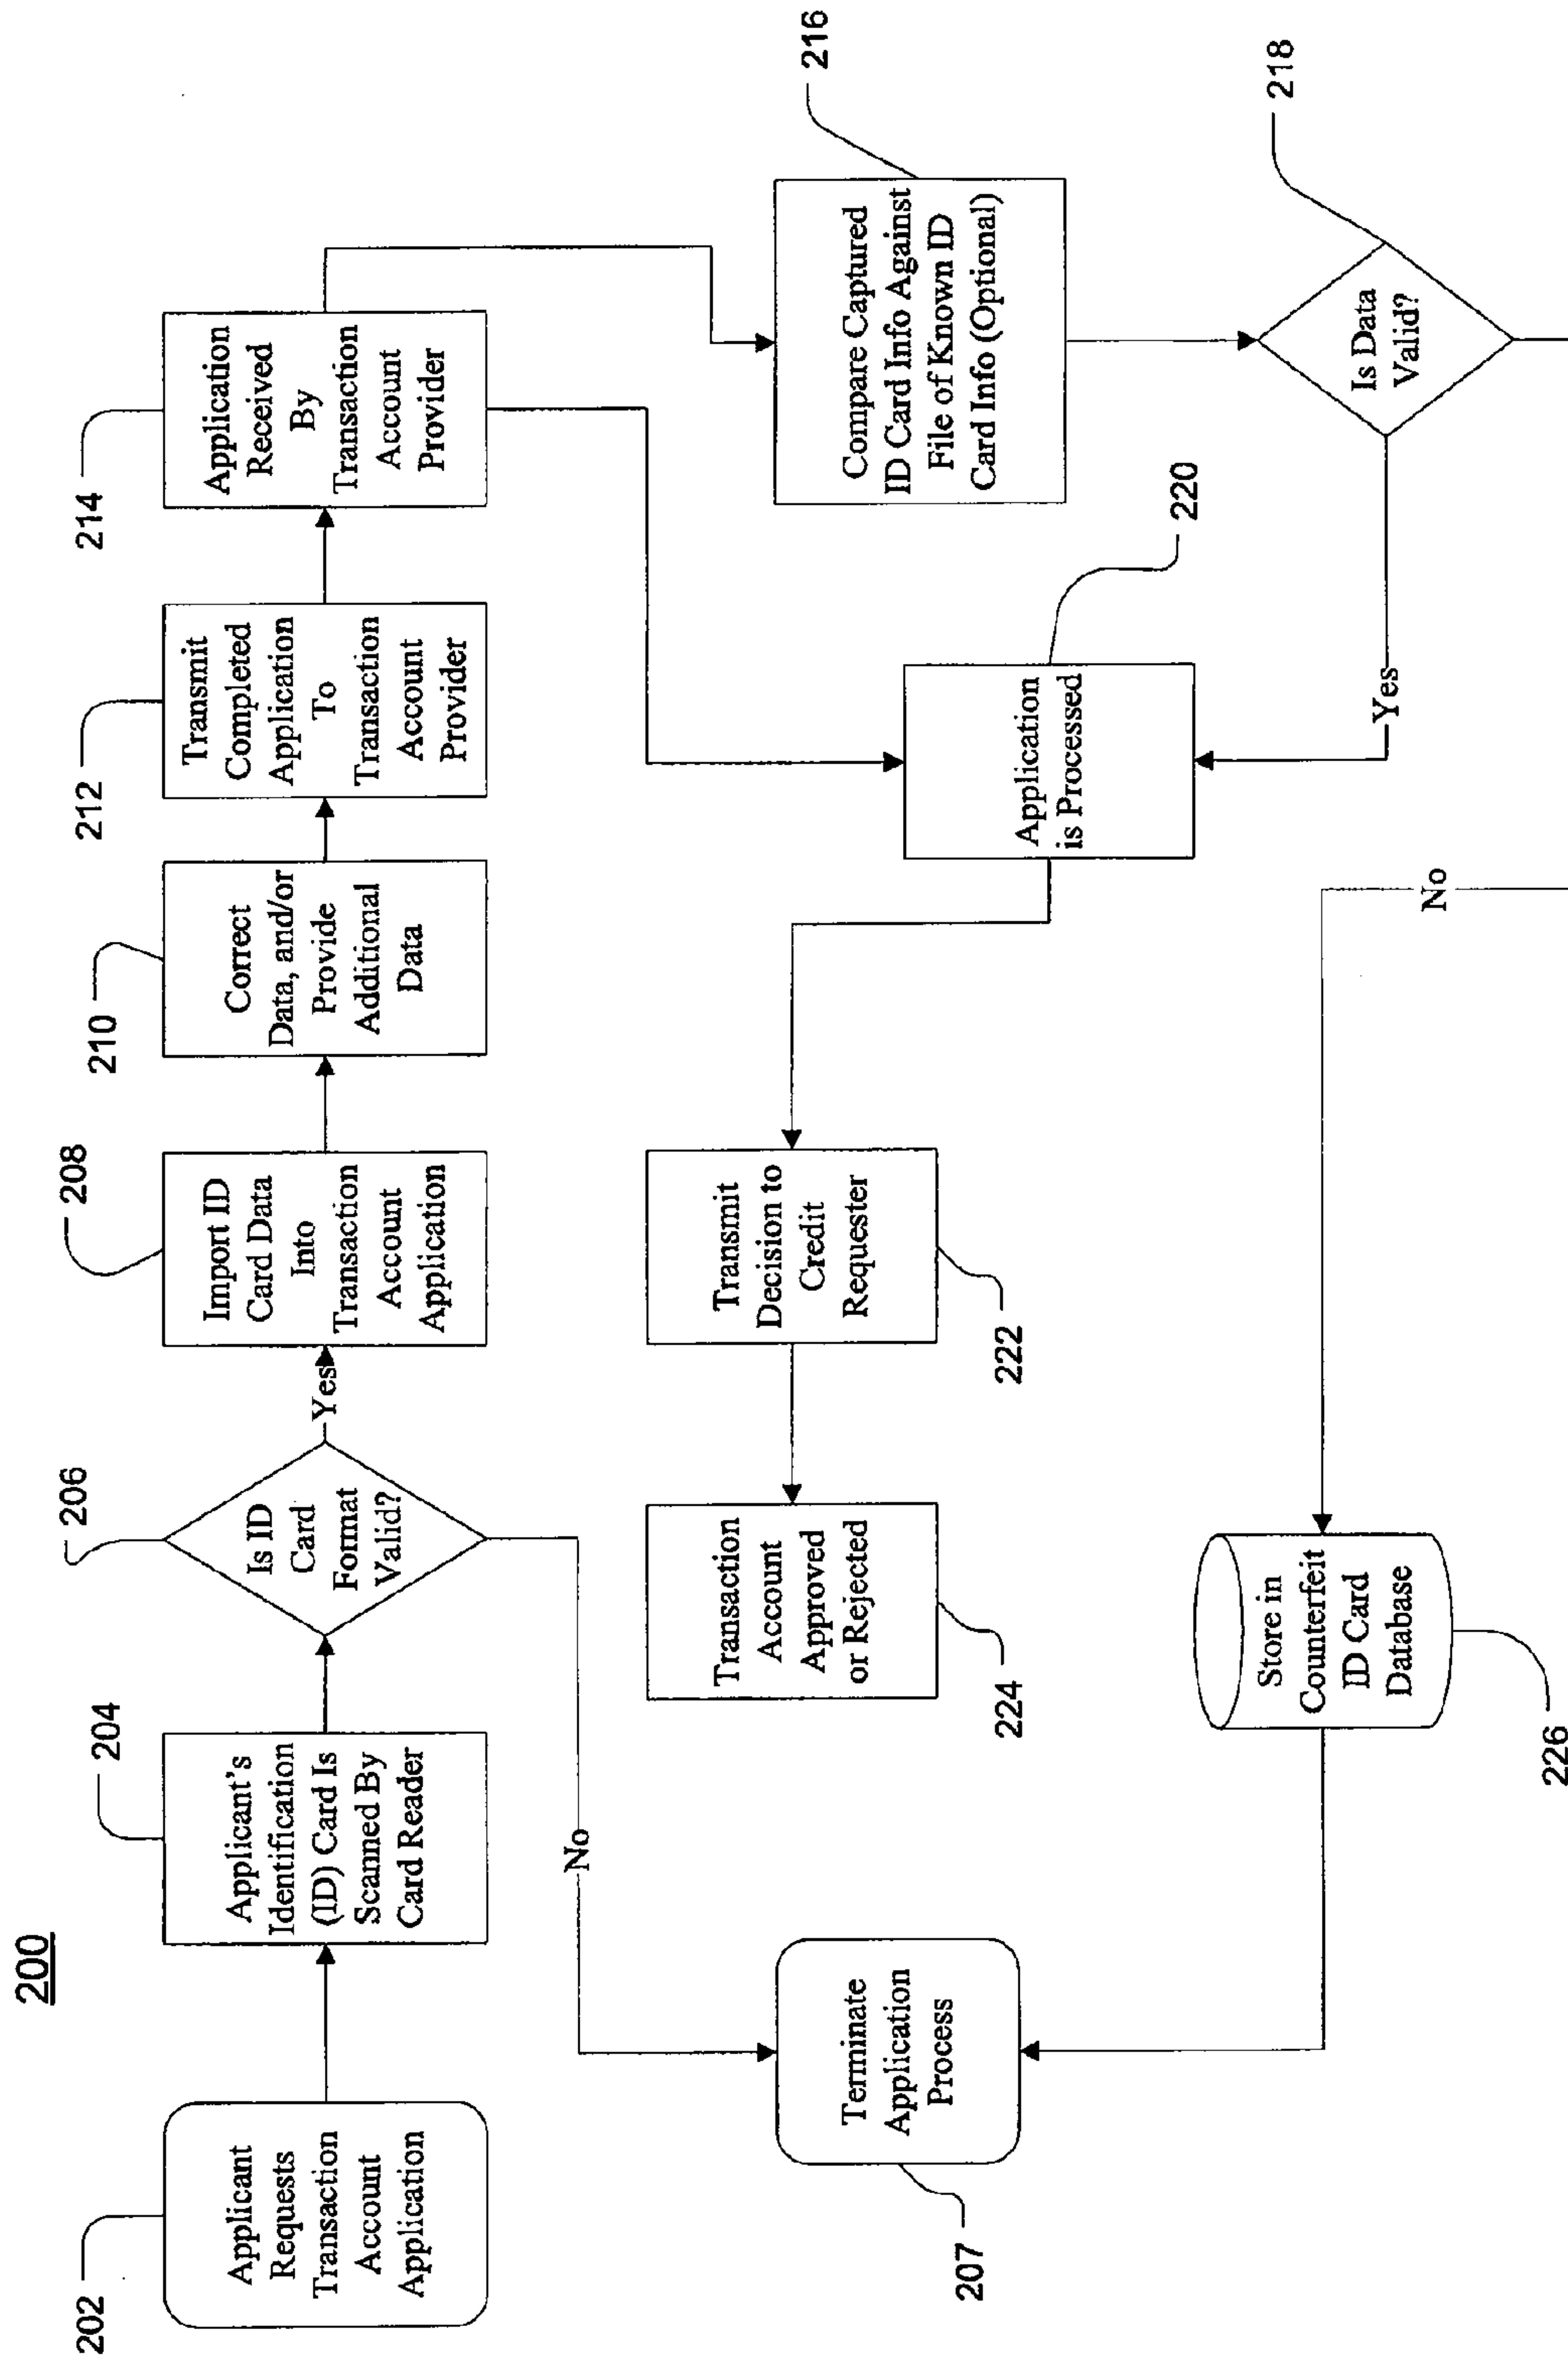 200
202
Applicant
Requests
Transaction
Account
Application
204
Applicant's
Identification
(ID) Card Is
Scanned By
Card Reader
206
Is ID
Card
Format
Valid?
Yes
No
208
Import ID
Card Data
Into
Transaction
Account
Application
210
Correct
Data, and/or
Provide
Additional
Data
212
Transmit
Completed
Application
To
Transaction
Account
Provider
214
Application
Received
By
Transaction
Account
Provider
207
Terminate
Application
Process
224
Transaction
Account
Approved
or Rejected
222
Transmit
Decision to
Credit
Requester
220
Application
is Processed
216
Compare Captured
ID Card Info Against
File of Known ID
Card Info (Optional)
218
Is Data
Valid?
Yes
No
226
Store in
Counterfeit
ID Card
Database